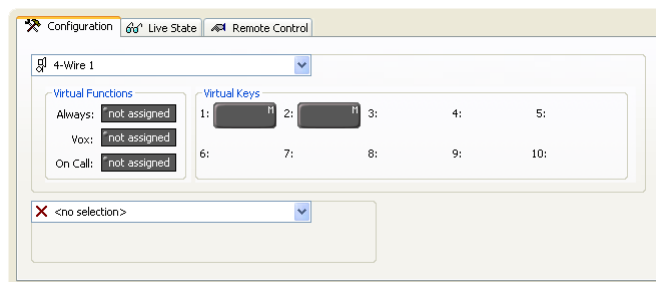 Configuration Live State Remote Control
4-Wire 1
Virtual Functions Virtual Keys
Always: not assigned 1: M 2: M 3: 4: 5:
Vox: not assigned
On Call: not assigned 6: 7: 8: 9: 10:
<no selection>